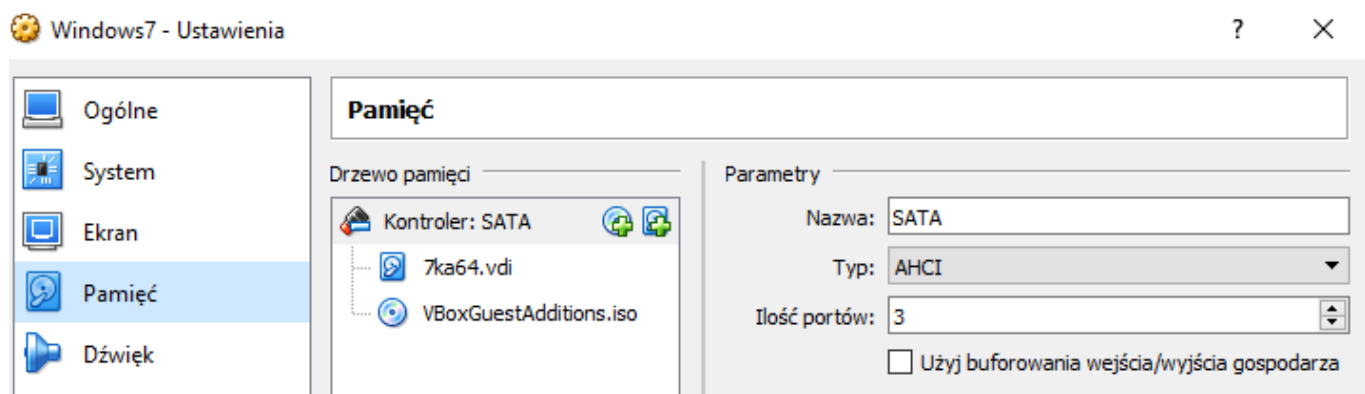 Windows7 - Ustawienia
?
Ogólne
System
Ekran
Pamięć
Dźwięk
Pamięć
Drzewo pamięci
Kontroler: SATA
7ka64.vdi
VBoxGuestAdditions.iso
Parametry
Nazwa: SATA
Typ: AHCI
Ilość portów: 3
Użyj buforowania wejścia/wyjścia gospodarza